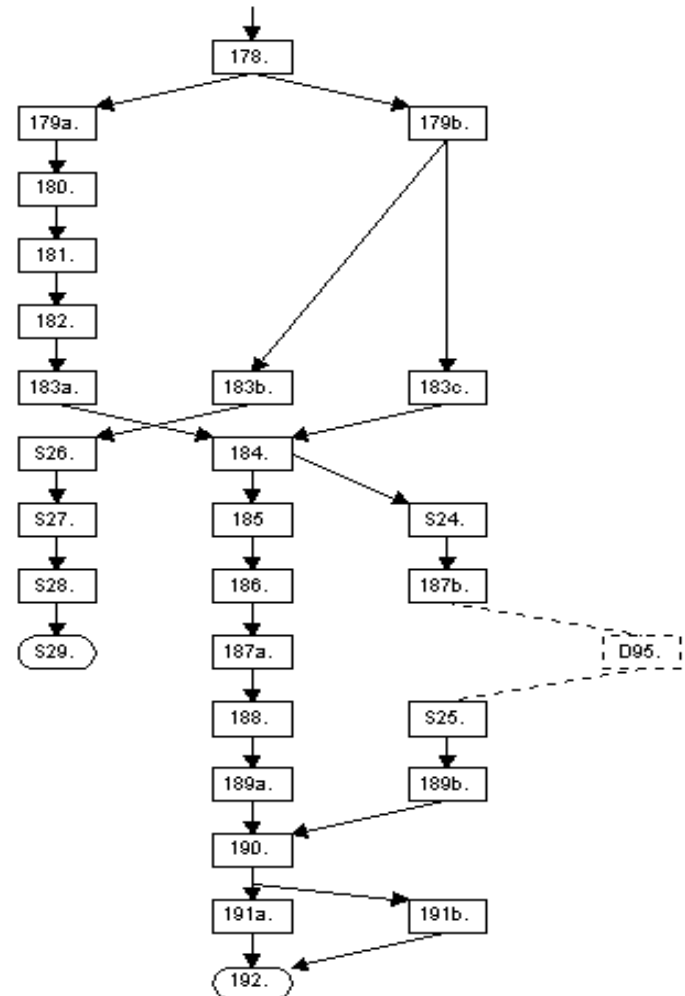 178.
179a. 179b.
180.
181.
182.
183a. 183b. 183c.
S26. 184. S24.
S27. 185
S28. 186. 187b.
S29. 187a. D95.
188. S25.
189a. 189b.
190.
191a. 191b.
192.